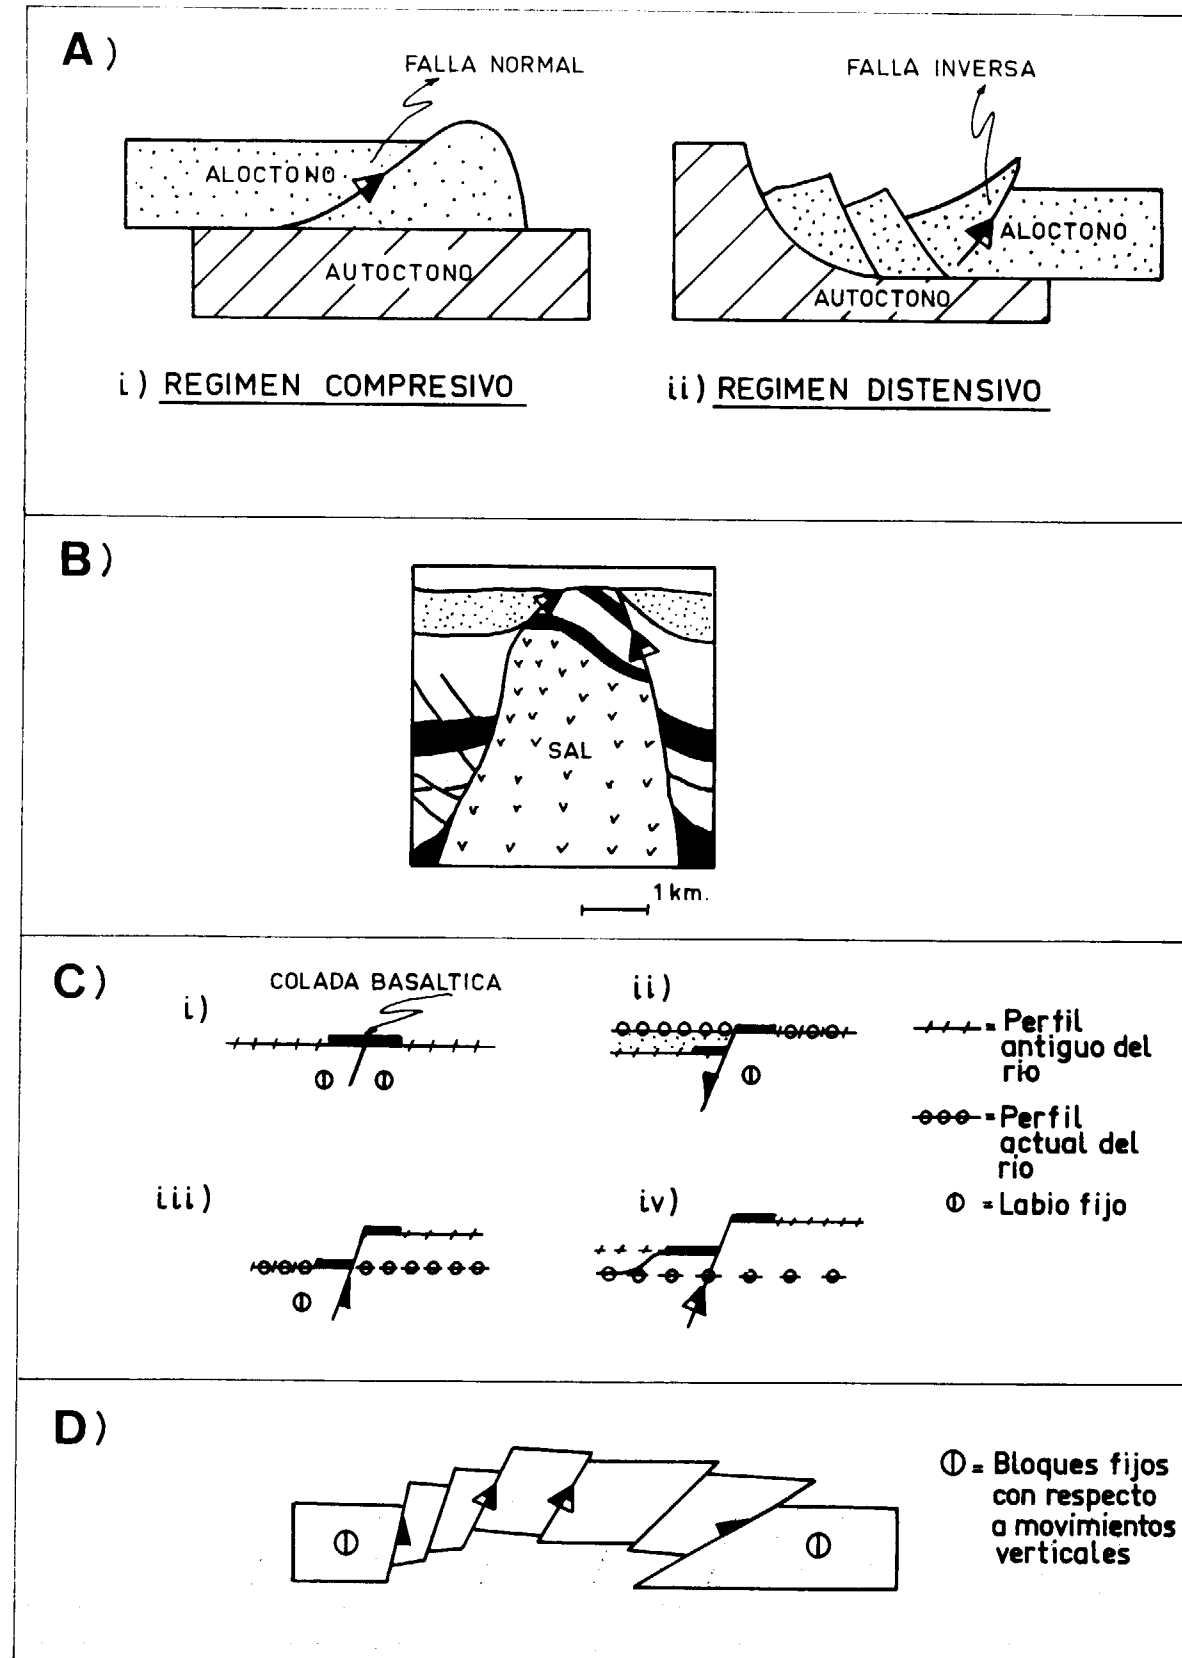 A)
FALLA NORMAL
ALOCTONO
AUTOCTONO
i) REGIMEN COMPRESIVO
FALLA INVERSA
ALOCTONO
AUTOCTONO
ii) REGIMEN DISTENSIVO
B)
SAL
1 km.
C)
i)
COLADA BASALTICA
ii)
iii)
iv)
= Perfil
antiguo del
rio
= Perfil
actual del
rio
= Labio fijo
D)
= Bloques fijos
con respecto
a movimientos
verticales